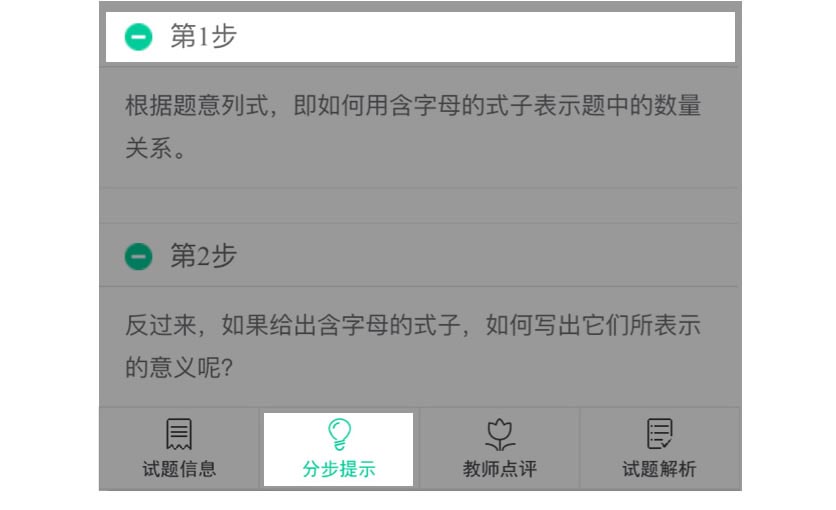 第1步
根据题意列式，即如何用含字母的式子表示题中的数量
关系。
第2步
反过来，如果给出含字母的式子，如何写出它们所表示
的意义呢？
试题信息
分步提示
教师点评
试题解析